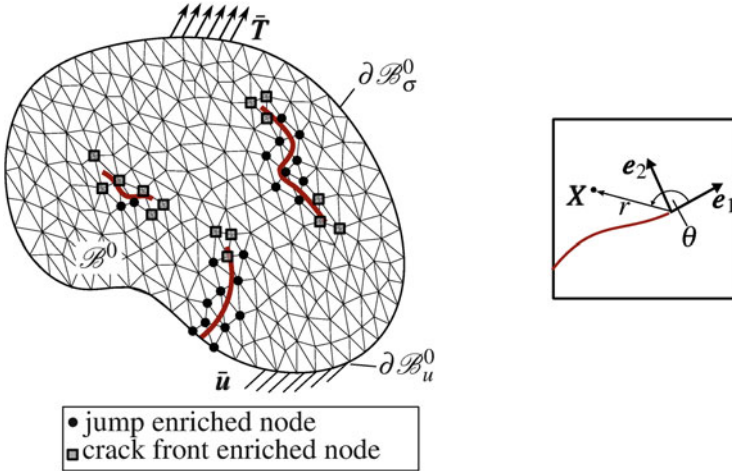 T̄
∂ℬ⁰σ
e₂
X
r
e₁
θ
ℬ⁰
ū
∂ℬ⁰u
jump enriched node
crack front enriched node